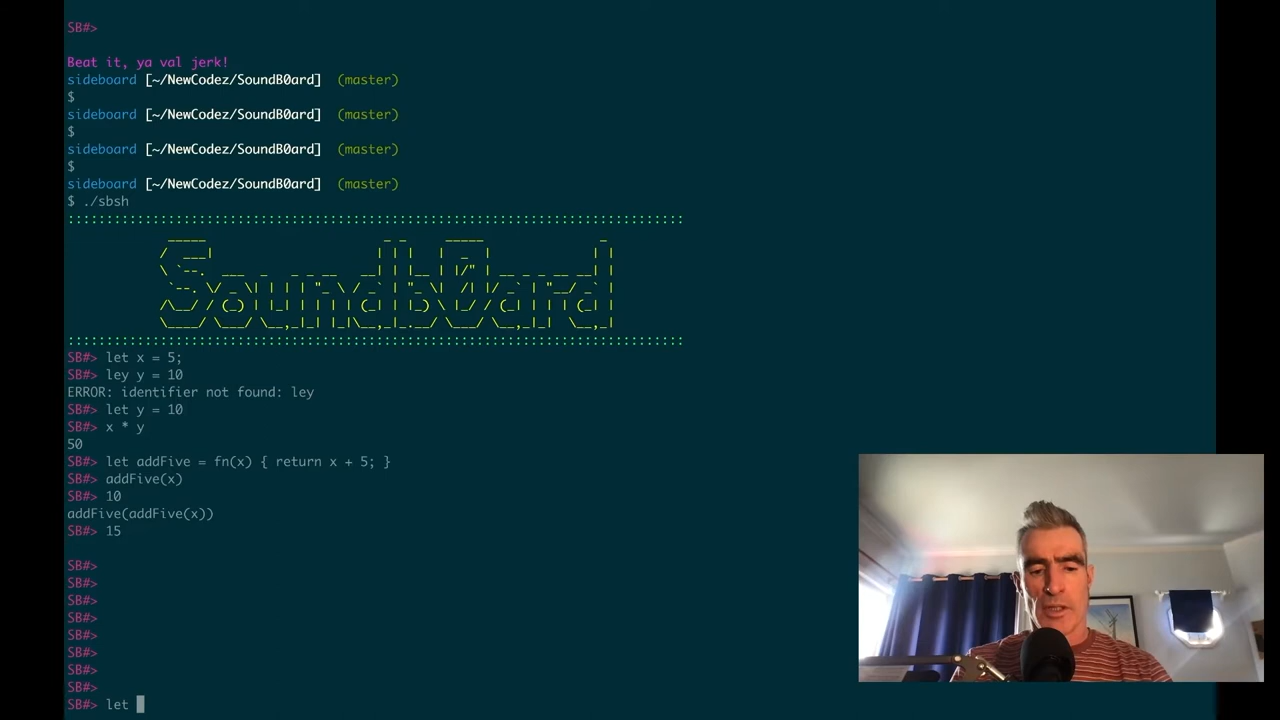 SB#>
Beat it, ya val jerk!
sideboard [~/NewCodez/SoundB0ard]  (master)
$
sideboard [~/NewCodez/SoundB0ard]  (master)
$
sideboard [~/NewCodez/SoundB0ard]  (master)
$
sideboard [~/NewCodez/SoundB0ard]  (master)
$ ./sbsh
Soundb0ard
SB#> let x = 5;
SB#> ley y = 10
ERROR: identifier not found: ley
SB#> let y = 10
SB#> x * y
50
SB#> let addFive = fn(x) { return x + 5; }
SB#> addFive(x)
SB#> 10
addFive(addFive(x))
SB#> 15
SB#>
SB#>
SB#>
SB#>
SB#>
SB#>
SB#>
SB#>
SB#> let